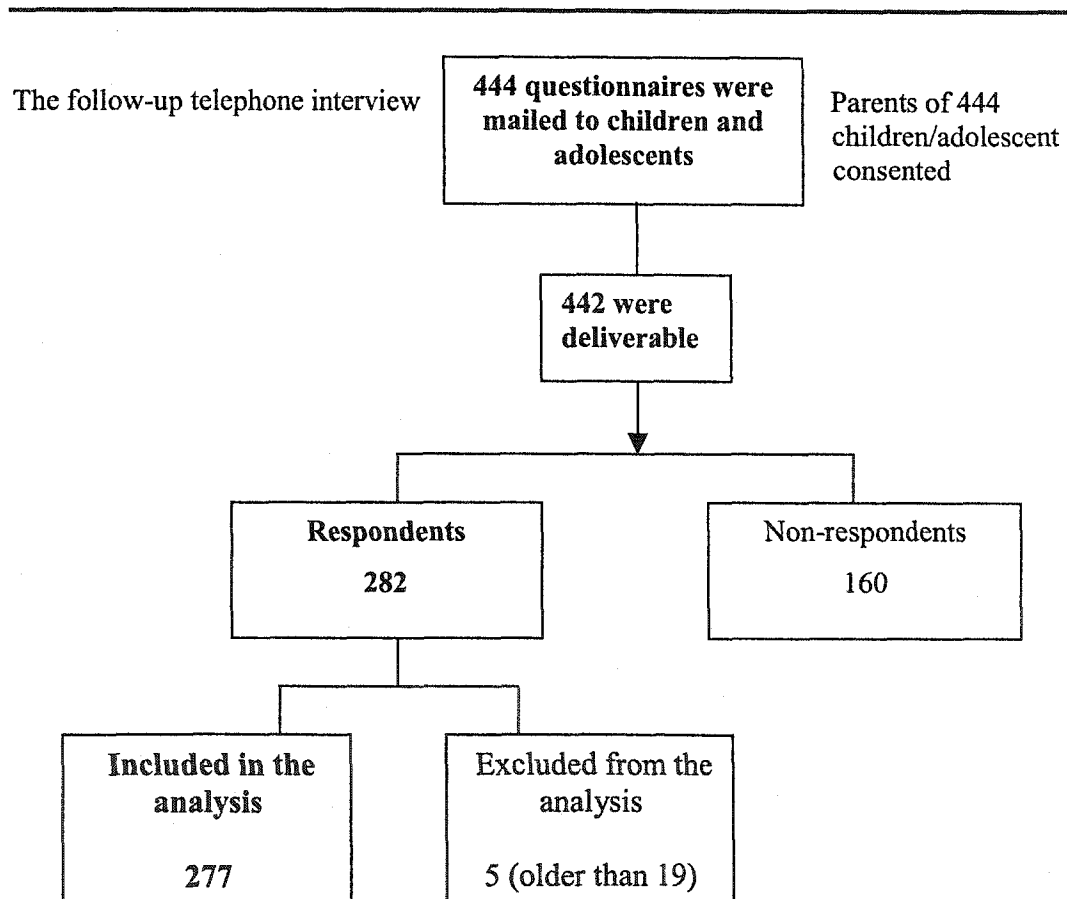 The follow-up telephone interview
444 questionnaires were
mailed to children and
adolescents
Parents of 444
children/adolescent
consented
442 were
deliverable
Respondents
282
Non-respondents
160
Included in the
analysis
277
Excluded from the
analysis
5 (older than 19)